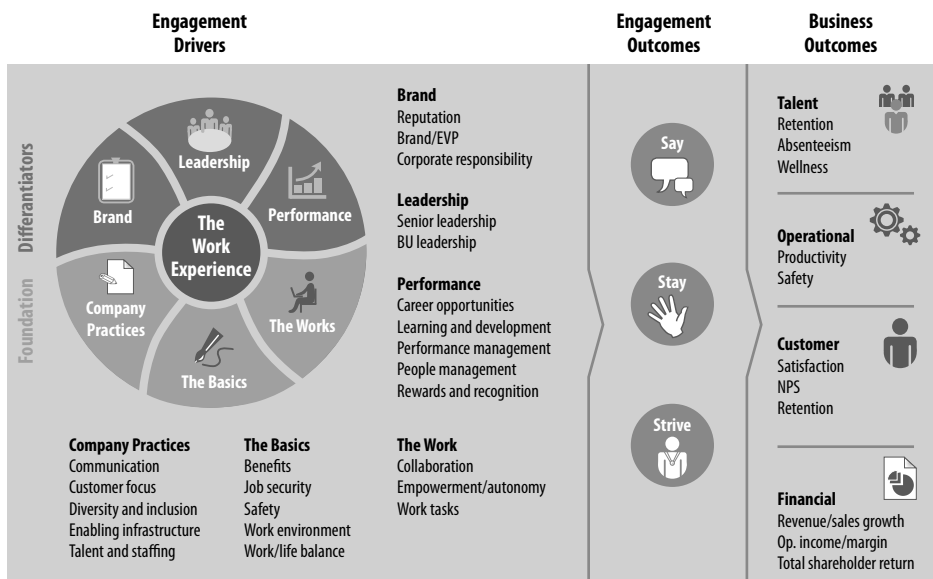 Engagement
Drivers
Engagement
Outcomes
Business
Outcomes
Differantiators
Foundation
Leadership
Brand
Performance
The
Work
Experience
Company
Practices
The Works
The Basics
Brand
Reputation
Brand/EVP
Corporate responsibility
Leadership
Senior leadership
BU leadership
Performance
Career opportunities
Learning and development
Performance management
People management
Rewards and recognition
Company Practices
Communication
Customer focus
Diversity and inclusion
Enabling infrastructure
Talent and staffing
The Basics
Benefits
Job security
Safety
Work environment
Work/life balance
The Work
Collaboration
Empowerment/autonomy
Work tasks
Say
Stay
Strive
Talent
Retention
Absenteeism
Wellness
Operational
Productivity
Safety
Customer
Satisfaction
NPS
Retention
Financial
Revenue/sales growth
Op. income/margin
Total shareholder return